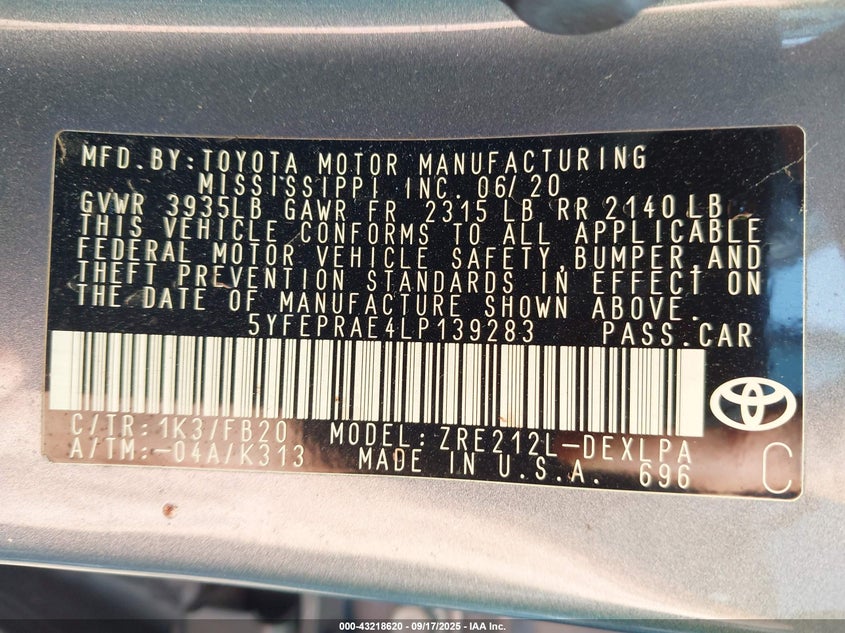 MFD.BY:TOYOTA MOTOR MANUFACTURING
MISSISSIPPI INC. 06/20
GVWR 3935LB GAWR FR 2315 LB RR 2140 LB
THIS VEHICLE CONFORMS TO ALL APPLICABLE
FEDERAL MOTOR VEHICLE SAFETY,BUMPER,AND
THEFT PREVENTION STANDARDS IN EFFECT ON
THE DATE OF MANUFACTURE SHOWN ABOVE.
5YFEPRAE4LP139283 PASS.CAR
C/TR:1K3/FB20 MODEL:ZRE212L-DEXLPA
A/TM:-04A/K313 MADE IN U.S.A. 696
C
000-43218620 - 09/17/2025 - IAA Inc.